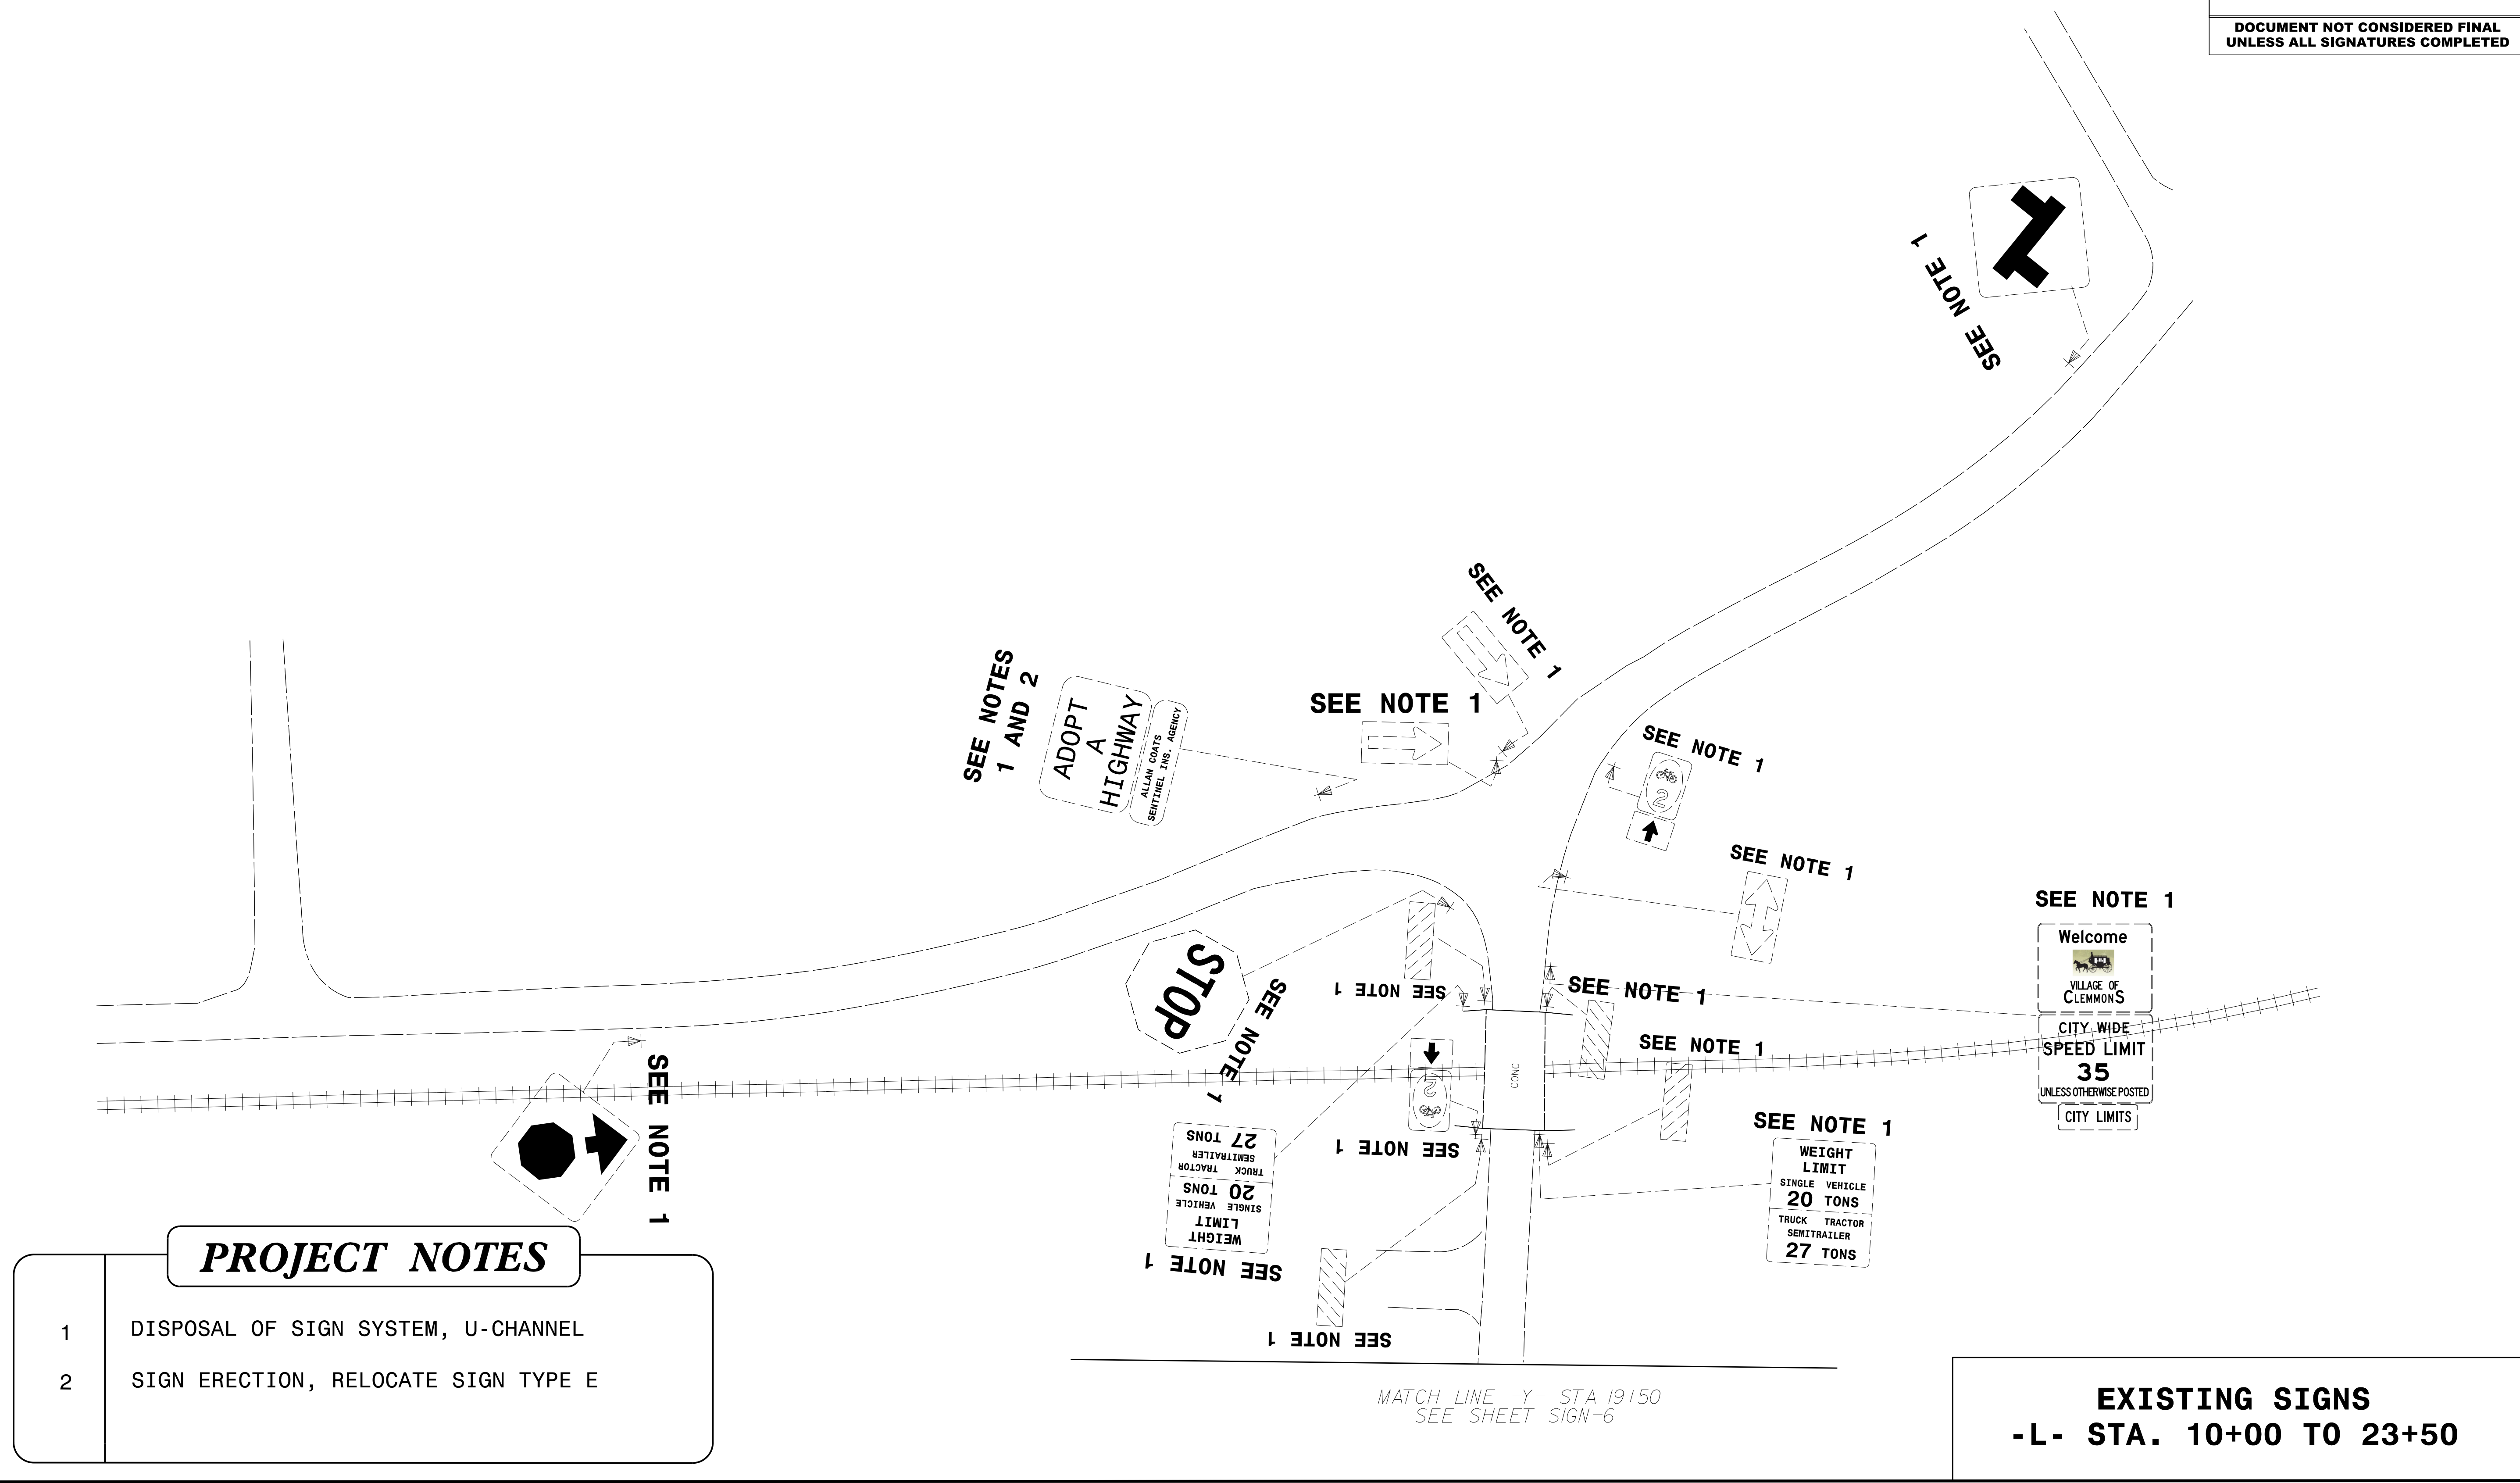 DOCUMENT NOT CONSIDERED FINAL
UNLESS ALL SIGNATURES COMPLETED
SEE NOTE 1
SEE NOTE 1
SEE NOTE 1
SEE NOTES
1 AND 2
ADOPT
A
HIGHWAY
ALLAN COATS
SENTINEL INS. AGENCY
SEE NOTE 1
2
SEE NOTE 1
SEE NOTE 1
Welcome
VILLAGE OF
CLEMMONS
CITY WIDE
SPEED LIMIT
35
UNLESS OTHERWISE POSTED
CITY LIMITS
STOP
SEE NOTE 1
SEE NOTE 1
SEE NOTE 1
SEE NOTE 1
CONC
2
SEE NOTE 1
SEE NOTE 1
WEIGHT
LIMIT
SINGLE VEHICLE
20 TONS
TRUCK TRACTOR
SEMITRAILER
27 TONS
SEE NOTE 1
WEIGHT
LIMIT
SINGLE VEHICLE
20 TONS
TRUCK TRACTOR
SEMITRAILER
27 TONS
SEE NOTE 1
SEE NOTE 1
PROJECT NOTES
1 DISPOSAL OF SIGN SYSTEM, U-CHANNEL
2 SIGN ERECTION, RELOCATE SIGN TYPE E
MATCH LINE -Y- STA 19+50
SEE SHEET SIGN-6
EXISTING SIGNS
-L- STA. 10+00 TO 23+50